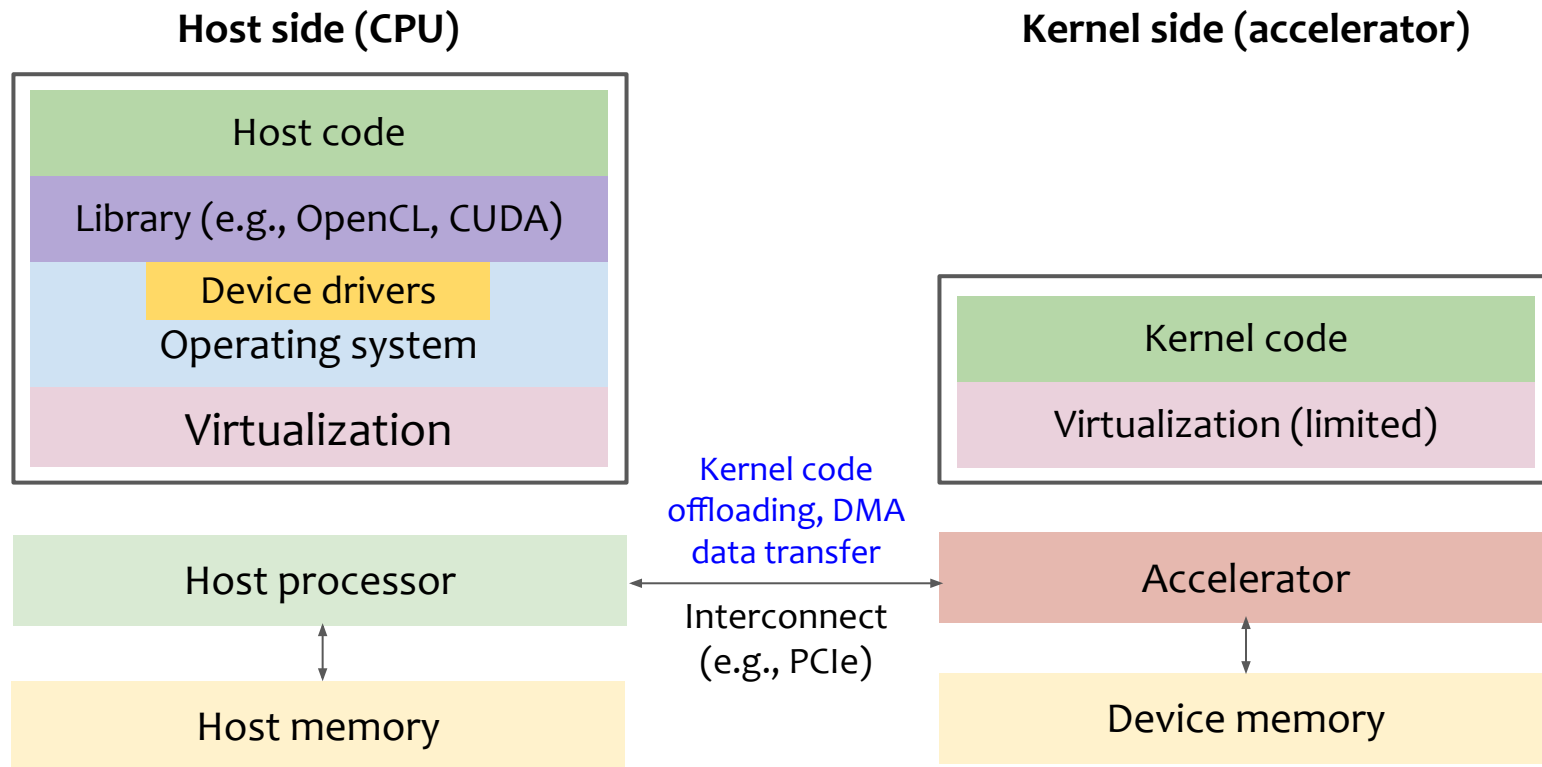 Host side (CPU)
Host code
Library (e.g., OpenCL, CUDA)
Device drivers
Operating system
Virtualization
Host processor
Host memory
Kernel code
offloading, DMA
data transfer
Interconnect
(e.g., PCIe)
Kernel side (accelerator)
Kernel code
Virtualization (limited)
Accelerator
Device memory